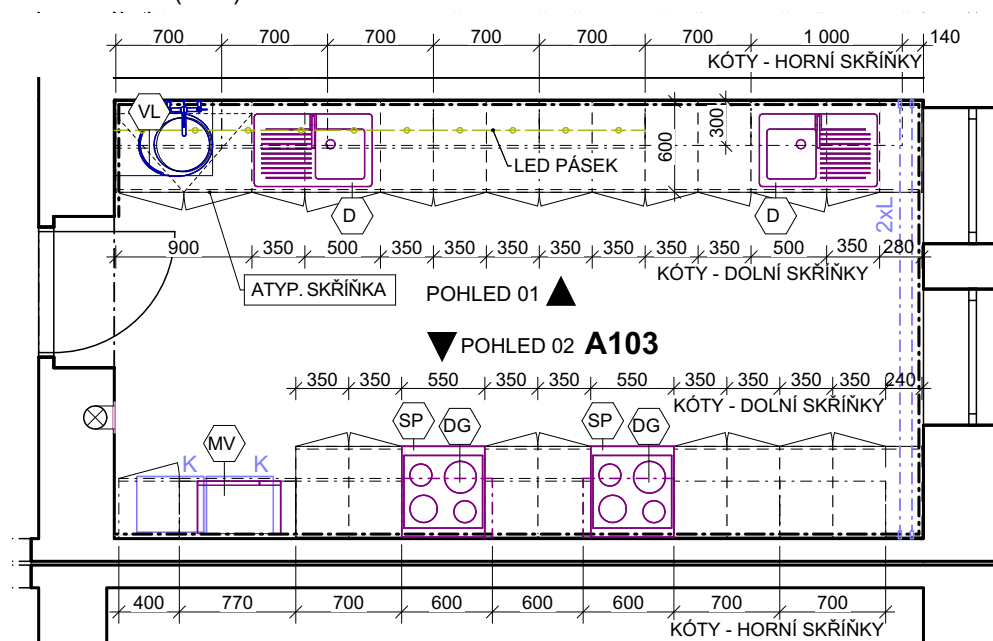 700 700 700 700 700 700 1 000 140
KÓTY - HORNÍ SKŘÍŇKY
VL
300
600
LED PÁSEK
D D
2xL
900 350 500 350 350 350 350 350 350 350 500 350 280
KÓTY - DOLNÍ SKŘÍŇKY
ATYP. SKŘÍŇKA
POHLED 01
POHLED 02 A103
350 350 550 350 350 550 350 350 350 350 240
KÓTY - DOLNÍ SKŘÍŇKY
SP DG SP DG
MV
K K
400 770 700 600 600 600 700 700
KÓTY - HORNÍ SKŘÍŇKY